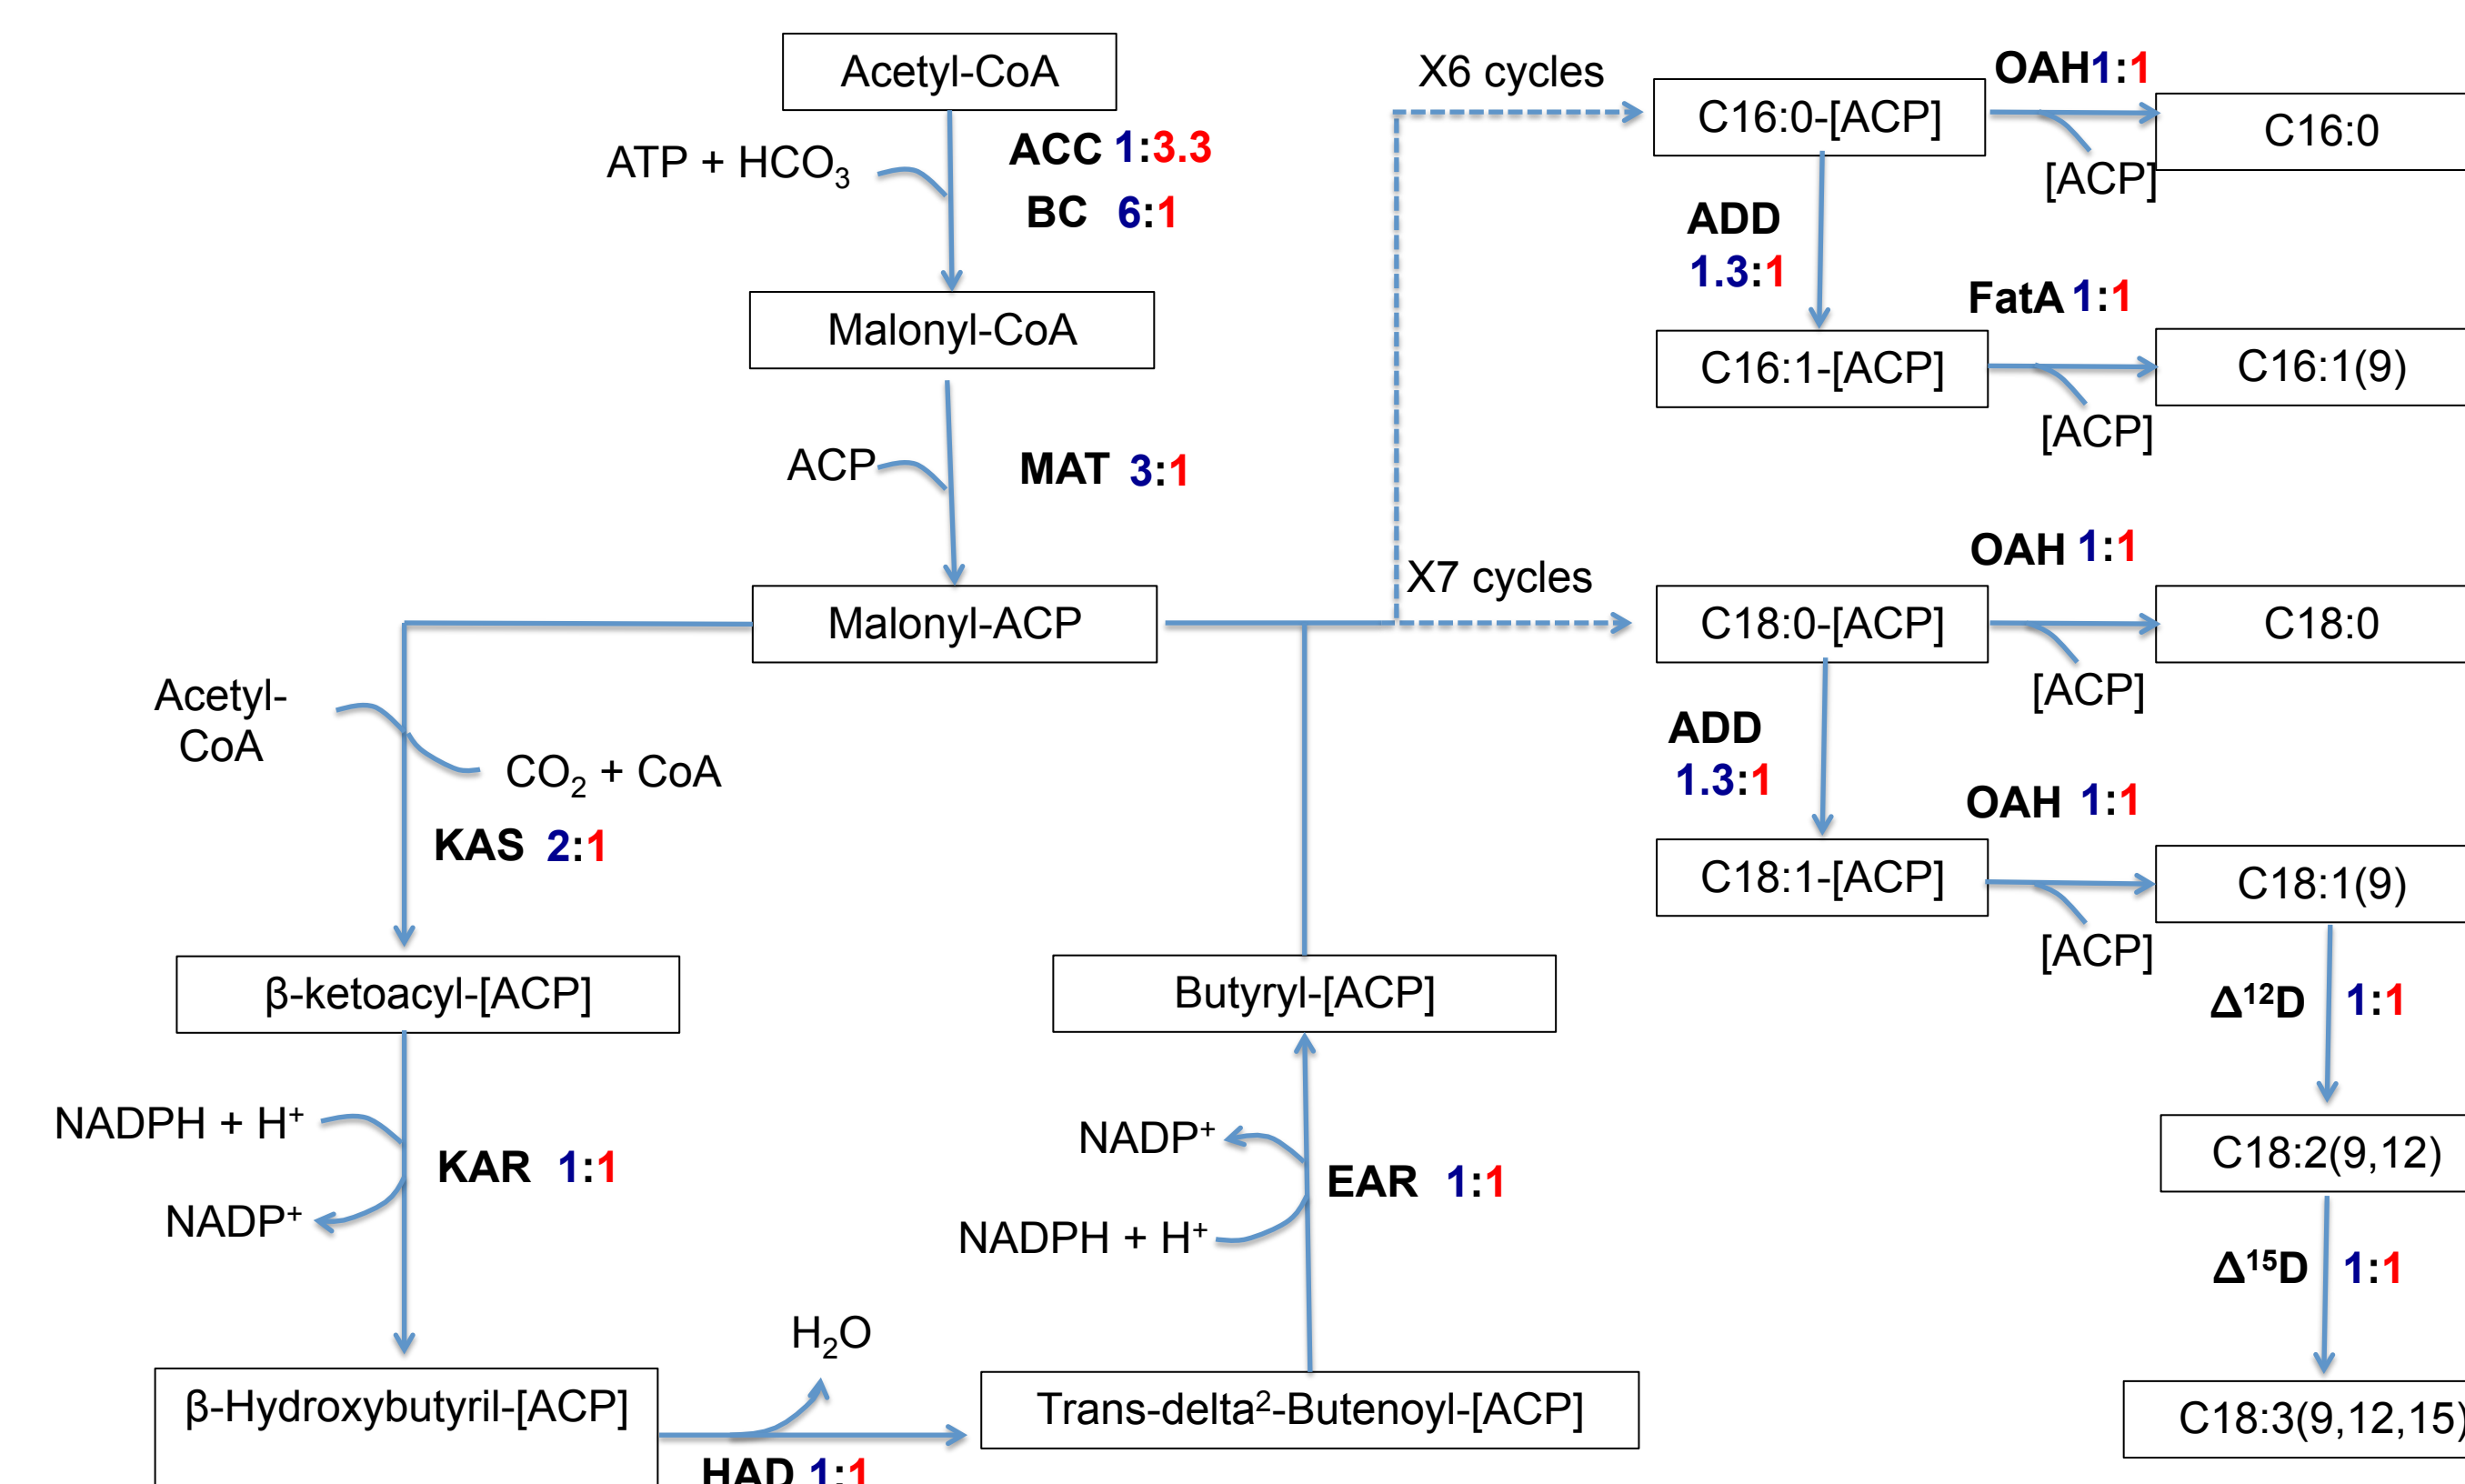 Acetyl-CoA
ATP + HCO3
ACC 1:3.3
BC 6:1
Malonyl-CoA
ACP
MAT 3:1
Malonyl-ACP
Acetyl-
CoA
CO2 + CoA
KAS 2:1
β-ketoacyl-[ACP]
NADPH + H+
KAR 1:1
NADP+
β-Hydroxybutyril-[ACP]
H2O
HAD 1:1
Trans-delta2-Butenoyl-[ACP]
NADP+
EAR 1:1
NADPH + H+
Butyryl-[ACP]
X6 cycles
C16:0-[ACP]
OAH1:1
[ACP]
C16:0
ADD
1.3:1
C16:1-[ACP]
FatA 1:1
[ACP]
C16:1(9)
X7 cycles
C18:0-[ACP]
OAH 1:1
[ACP]
C18:0
ADD
1.3:1
C18:1-[ACP]
OAH 1:1
[ACP]
C18:1(9)
Δ12D 1:1
C18:2(9,12)
Δ15D 1:1
C18:3(9,12,15)